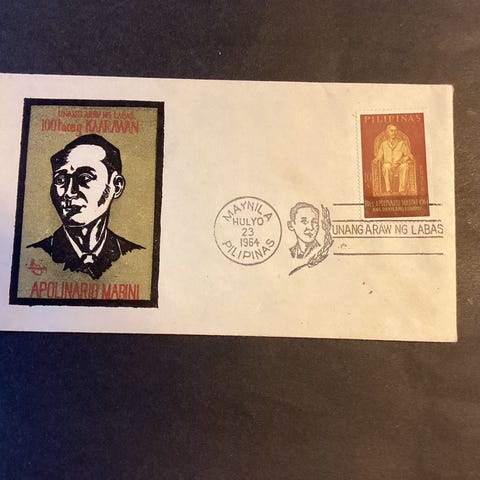 UNANG ARAW NG LABAS
100 Taong KAARAWAN
APOLINARIO MABINI
PILIPINAS
MAYNILA
HULYO
23
1964
PILIPINAS
UNANG ARAW NG LABAS